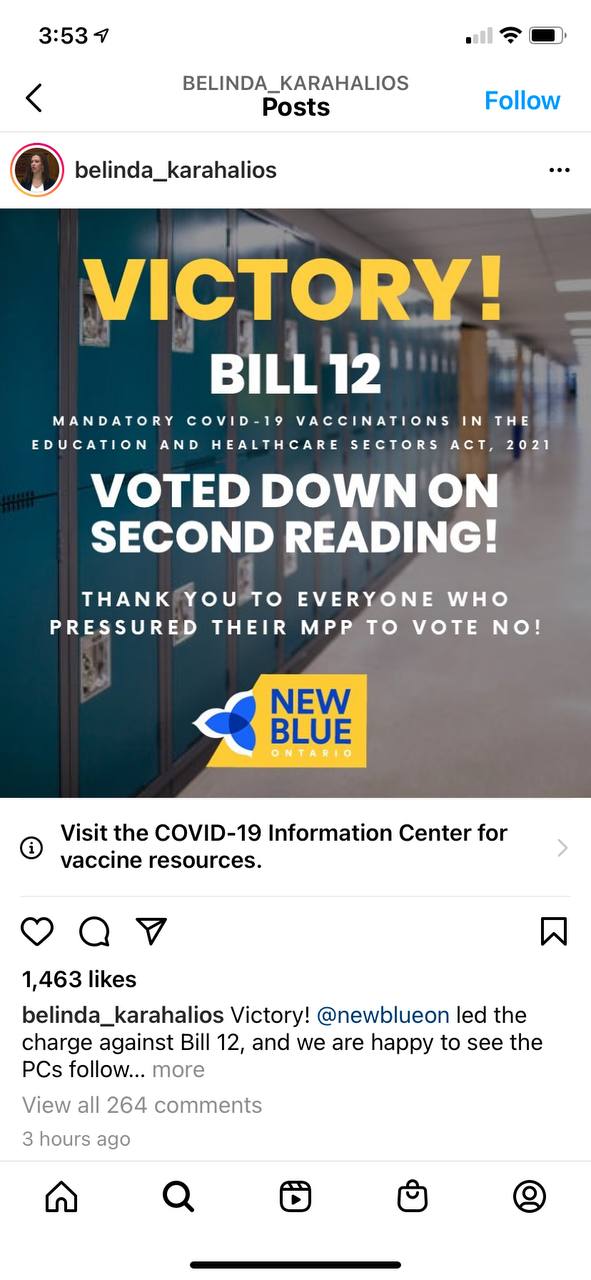 3:53
BELINDA_KARAHALIOS
Posts
Follow
belinda_karahalios
VICTORY!
BILL 12
MANDATORY COVID-19 VACCINATIONS IN THE
EDUCATION AND HEALTHCARE SECTORS ACT, 2021
VOTED DOWN ON
SECOND READING!
THANK YOU TO EVERYONE WHO
PRESSURED THEIR MPP TO VOTE NO!
NEW
BLUE
ONTARIO
Visit the COVID-19 Information Center for
vaccine resources.
1,463 likes
belinda_karahalios Victory! @newblueon led the
charge against Bill 12, and we are happy to see the
PCs follow... more
View all 264 comments
3 hours ago